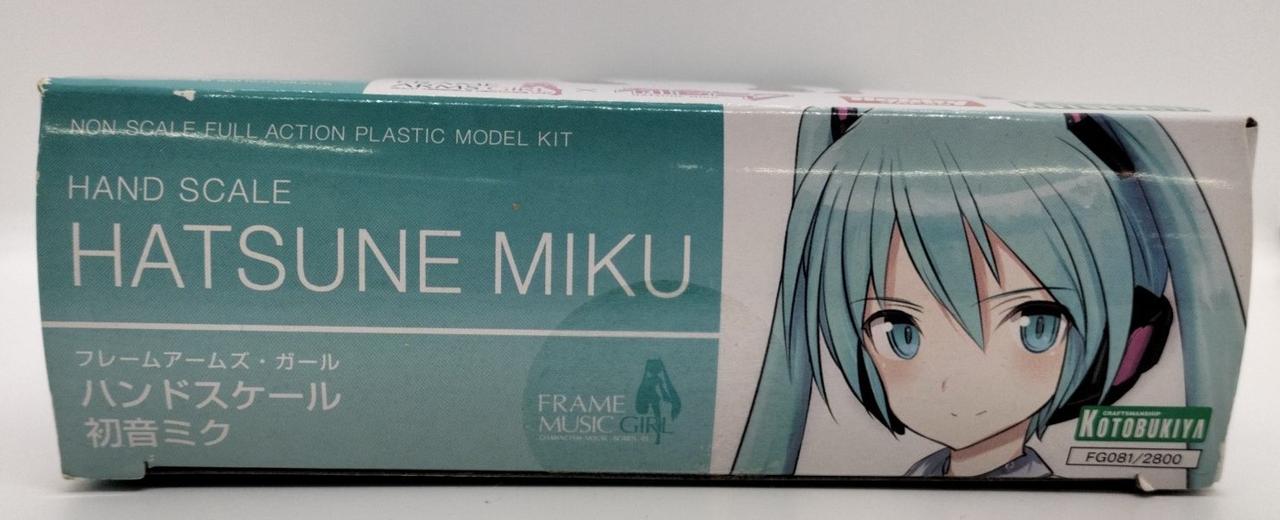 NON SCALE FULL ACTION PLASTIC MODEL KIT
HAND SCALE
HATSUNE MIKU
フレームアームズ・ガール
ハンドスケール
初音ミク
FRAME
MUSIC GIRL
CRAFTSMANSHIP
KOTOBUKIYA
FG081/2800